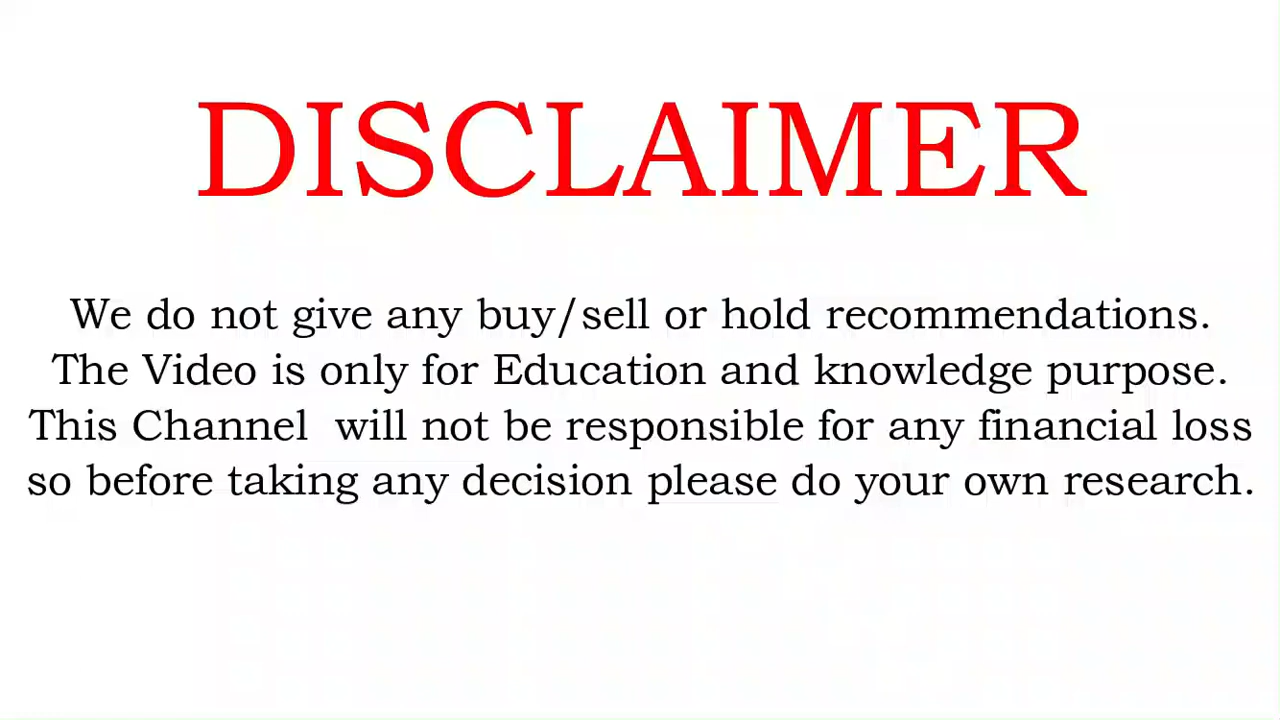 DISCLAIMER
We do not give any buy/sell or hold recommendations.
The Video is only for Education and knowledge purpose.
This Channel  will not be responsible for any financial loss
so before taking any decision please do your own research.